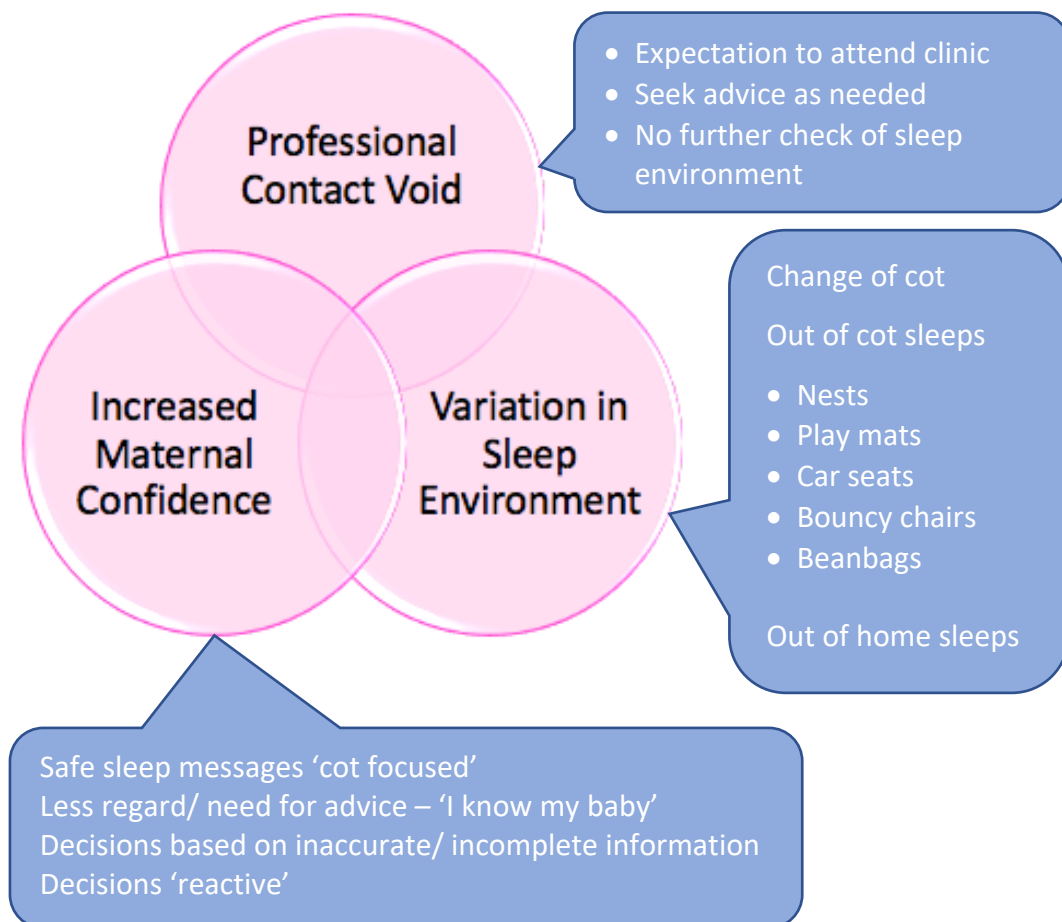 Professional
Contact Void
• Expectation to attend clinic
• Seek advice as needed
• No further check of sleep
environment
Increased
Maternal
Confidence
Variation in
Sleep
Environment
Change of cot
Out of cot sleeps
• Nests
• Play mats
• Car seats
• Bouncy chairs
• Beanbags
Out of home sleeps
Safe sleep messages ‘cot focused’
Less regard/ need for advice – ‘I know my baby’
Decisions based on inaccurate/ incomplete information
Decisions ‘reactive’